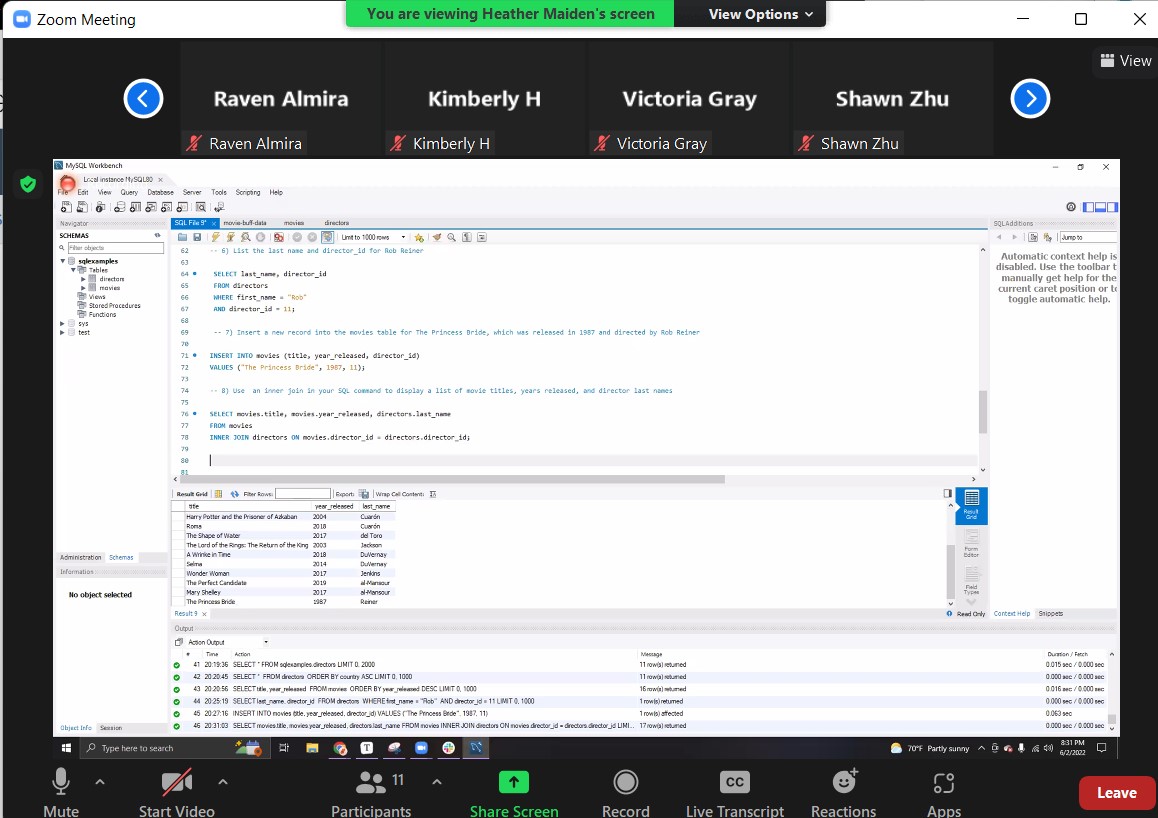 Zoom Meeting
You are viewing Heather Maiden's screen
View Options
View
Raven Almira
Kimberly H
Victoria Gray
Shawn Zhu
Raven Almira
Kimberly H
Victoria Gray
Shawn Zhu
MySQL Workbench
Local instance MySQL80
File Edit View Query Database Server Tools Scripting Help
Navigator
SCHEMAS
Filter objects
sqlexamples
Tables
directors
movies
Views
Stored Procedures
Functions
sys
test
Administration Schemas
Information
No object selected
Object Info Session
SQL File 9* movie-buff-data movies directors
Limit to 1000 rows
62 -- 6) List the last name and director_id for Rob Reiner
63
64 SELECT last_name, director_id
65 FROM directors
66 WHERE first_name = "Rob"
67 AND director_id = 11;
68
69 -- 7) Insert a new record into the movies table for The Princess Bride, which was released in 1987 and directed by Rob Reiner
70
71 INSERT INTO movies (title, year_released, director_id)
72 VALUES ("The Princess Bride", 1987, 11);
73
74 -- 8) Use an inner join in your SQL command to display a list of movie titles, years released, and director last names
75
76 SELECT movies.title, movies.year_released, directors.last_name
77 FROM movies
78 INNER JOIN directors ON movies.director_id = directors.director_id;
79
80
81
SQLAdditions
Jump to
Automatic context help is
disabled. Use the toolbar t
manually get help for the
current caret position or to
toggle automatic help.
Result Grid Filter Rows: Export: Wrap Cell Content:
title year_released last_name
Harry Potter and the Prisoner of Azkaban 2004 Cuarón
Roma 2018 Cuarón
The Shape of Water 2017 del Toro
The Lord of the Rings: The Return of the King 2003 Jackson
A Wrinke in Time 2018 DuVernay
Selma 2014 DuVernay
Wonder Woman 2017 Jenkins
The Perfect Candidate 2019 al-Mansour
Mary Shelley 2017 al-Mansour
The Princess Bride 1987 Reiner
Result Grid
Form Editor
Field Types
Result 9
Read Only
Context Help Snippets
Output
Action Output
# Time Action Message Duration / Fetch
41 20:19:36 SELECT * FROM sqlexamples.directors LIMIT 0, 2000 11 row(s) returned 0.015 sec / 0.000 sec
42 20:20:45 SELECT * FROM directors ORDER BY country ASC LIMIT 0, 1000 11 row(s) returned 0.000 sec / 0.000 sec
43 20:20:56 SELECT title, year_released FROM movies ORDER BY year_released DESC LIMIT 0, 1000 16 row(s) returned 0.016 sec / 0.000 sec
44 20:25:19 SELECT last_name, director_id FROM directors WHERE first_name = "Rob" AND director_id = 11 LIMIT 0, 1000 1 row(s) returned 0.000 sec / 0.000 sec
45 20:27:16 INSERT INTO movies (title, year_released, director_id) VALUES ("The Princess Bride", 1987, 11) 1 row(s) affected 0.063 sec
46 20:31:03 SELECT movies.title, movies.year_released, directors.last_name FROM movies INNER JOIN directors ON movies.director_id = directors.director_id LIMI... 17 row(s) returned 0.000 sec / 0.000 sec
Type here to search
70°F Partly sunny
8:31 PM
6/2/2022
Mute
Start Video
11
Participants
Share Screen
Record
CC
Live Transcript
Reactions
Apps
Leave